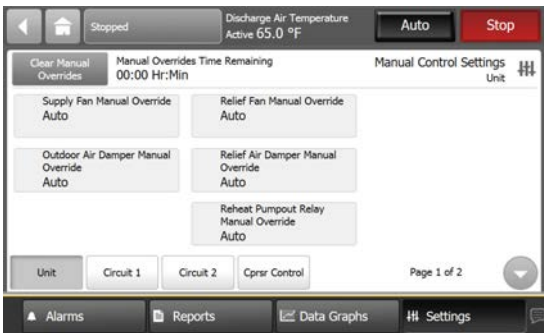 Stopped
Discharge Air Temperature
Active 65.0 °F
Auto
Stop
Clear Manual
Overrides
Manual Overrides Time Remaining
00:00 Hr:Min
Manual Control Settings
Unit
Supply Fan Manual Override
Auto
Relief Fan Manual Override
Auto
Outdoor Air Damper Manual
Override
Auto
Relief Air Damper Manual
Override
Auto
Reheat Pumpout Relay
Manual Override
Auto
Unit
Circuit 1
Circuit 2
Cprsr Control
Page 1 of 2
Alarms
Reports
Data Graphs
Settings